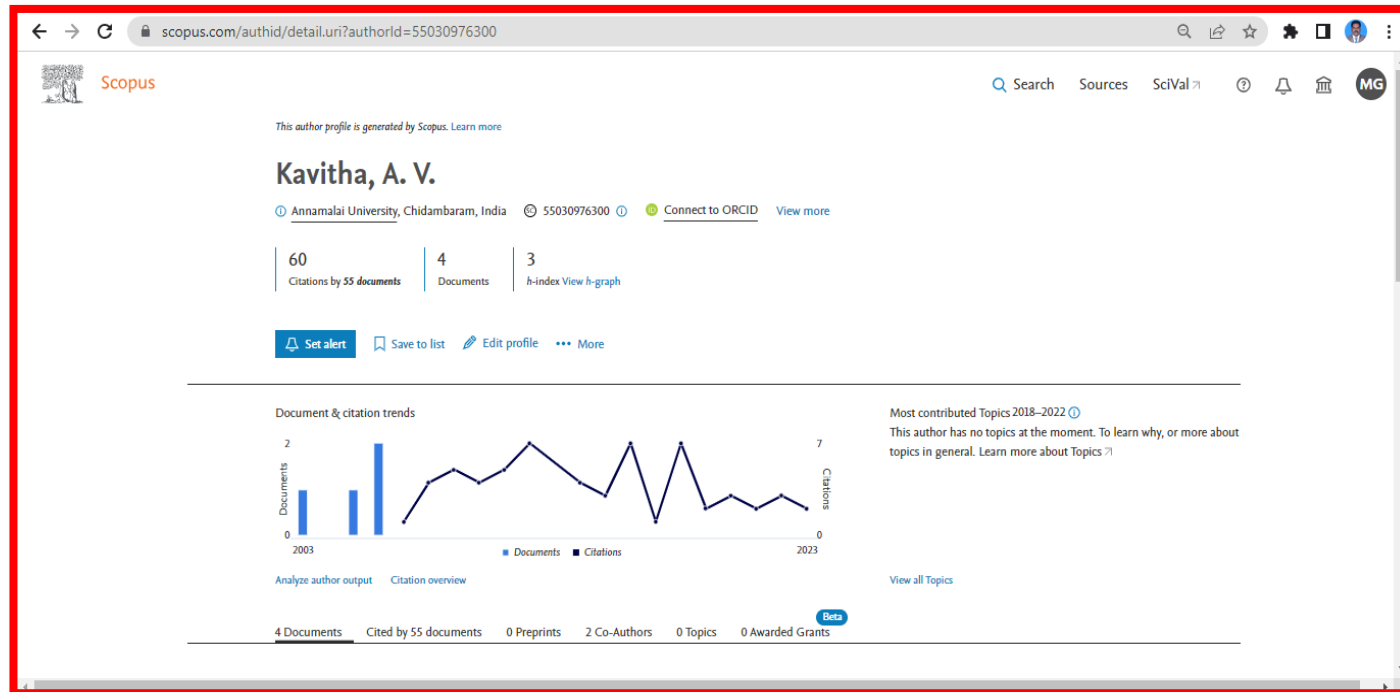 scopus.com/authid/detail.uri?authorId=55030976300
Scopus
Search Sources SciVal MG
This author profile is generated by Scopus. Learn more
Kavitha, A. V.
Annamalai University, Chidambaram, India SC 55030976300 iD Connect to ORCID View more
60 4 3
Citations by 55 documents Documents h-index View h-graph
Set alert Save to list Edit profile ••• More
Document & citation trends
2 7
Documents Citations
0 0
2003 2023
Documents Citations
Analyze author output Citation overview
Most contributed Topics 2018–2022
This author has no topics at the moment. To learn why, or more about
topics in general. Learn more about Topics
View all Topics
Beta
4 Documents Cited by 55 documents 0 Preprints 2 Co-Authors 0 Topics 0 Awarded Grants